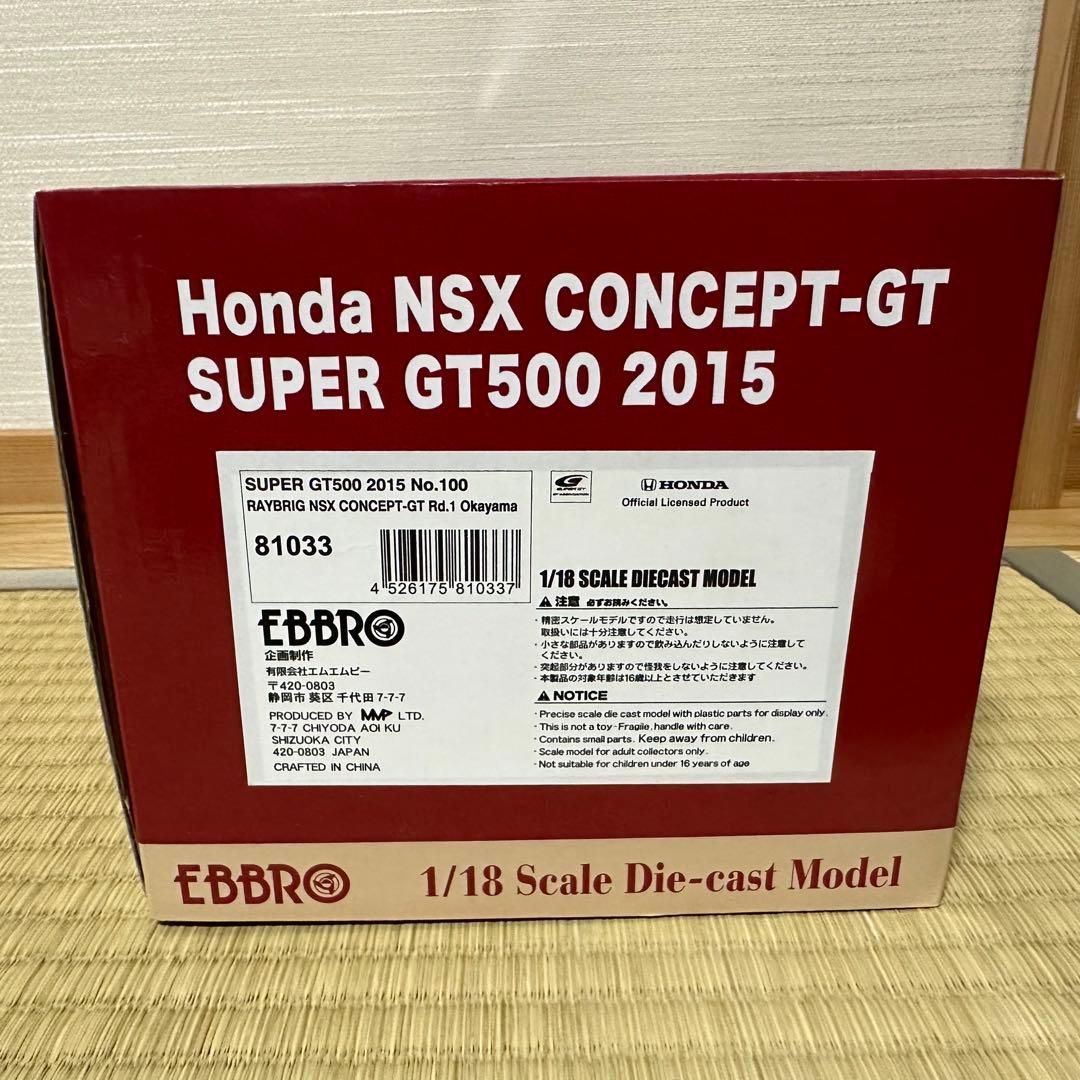 Honda NSX CONCEPT-GT
SUPER GT500 2015
SUPER GT500 2015 No.100
RAYBRIG NSX CONCEPT-GT Rd.1 Okayama
81033
4 526175 810337
SUPER GT
HONDA
Official Licensed Product
1/18 SCALE DIECAST MODEL
注意 必ずお読みください。
・精密スケールモデルですので走行は想定していません。
取扱いには十分注意してください。
・小さな部品がありますので飲み込んだりしないように注意して
ください。
・突起部分がありますので怪我をしないように注意してください。
・本製品の対象年齢は16歳以上とさせていただきます
NOTICE
・Precise scale die cast model with plastic parts for display only.
・This is not a toy・Fragile, handle with care.
・Contains small parts. Keep away from children.
・Scale model for adult collectors only.
・Not suitable for children under 16 years of age
EBBRO
企画制作
有限会社エムエムピー
〒420-0803
静岡市 葵区 千代田 7-7-7
PRODUCED BY MMP LTD.
7-7-7 CHIYODA AOI KU
SHIZUOKA CITY
420-0803 JAPAN
CRAFTED IN CHINA
EBBRO
1/18 Scale Die-cast Model